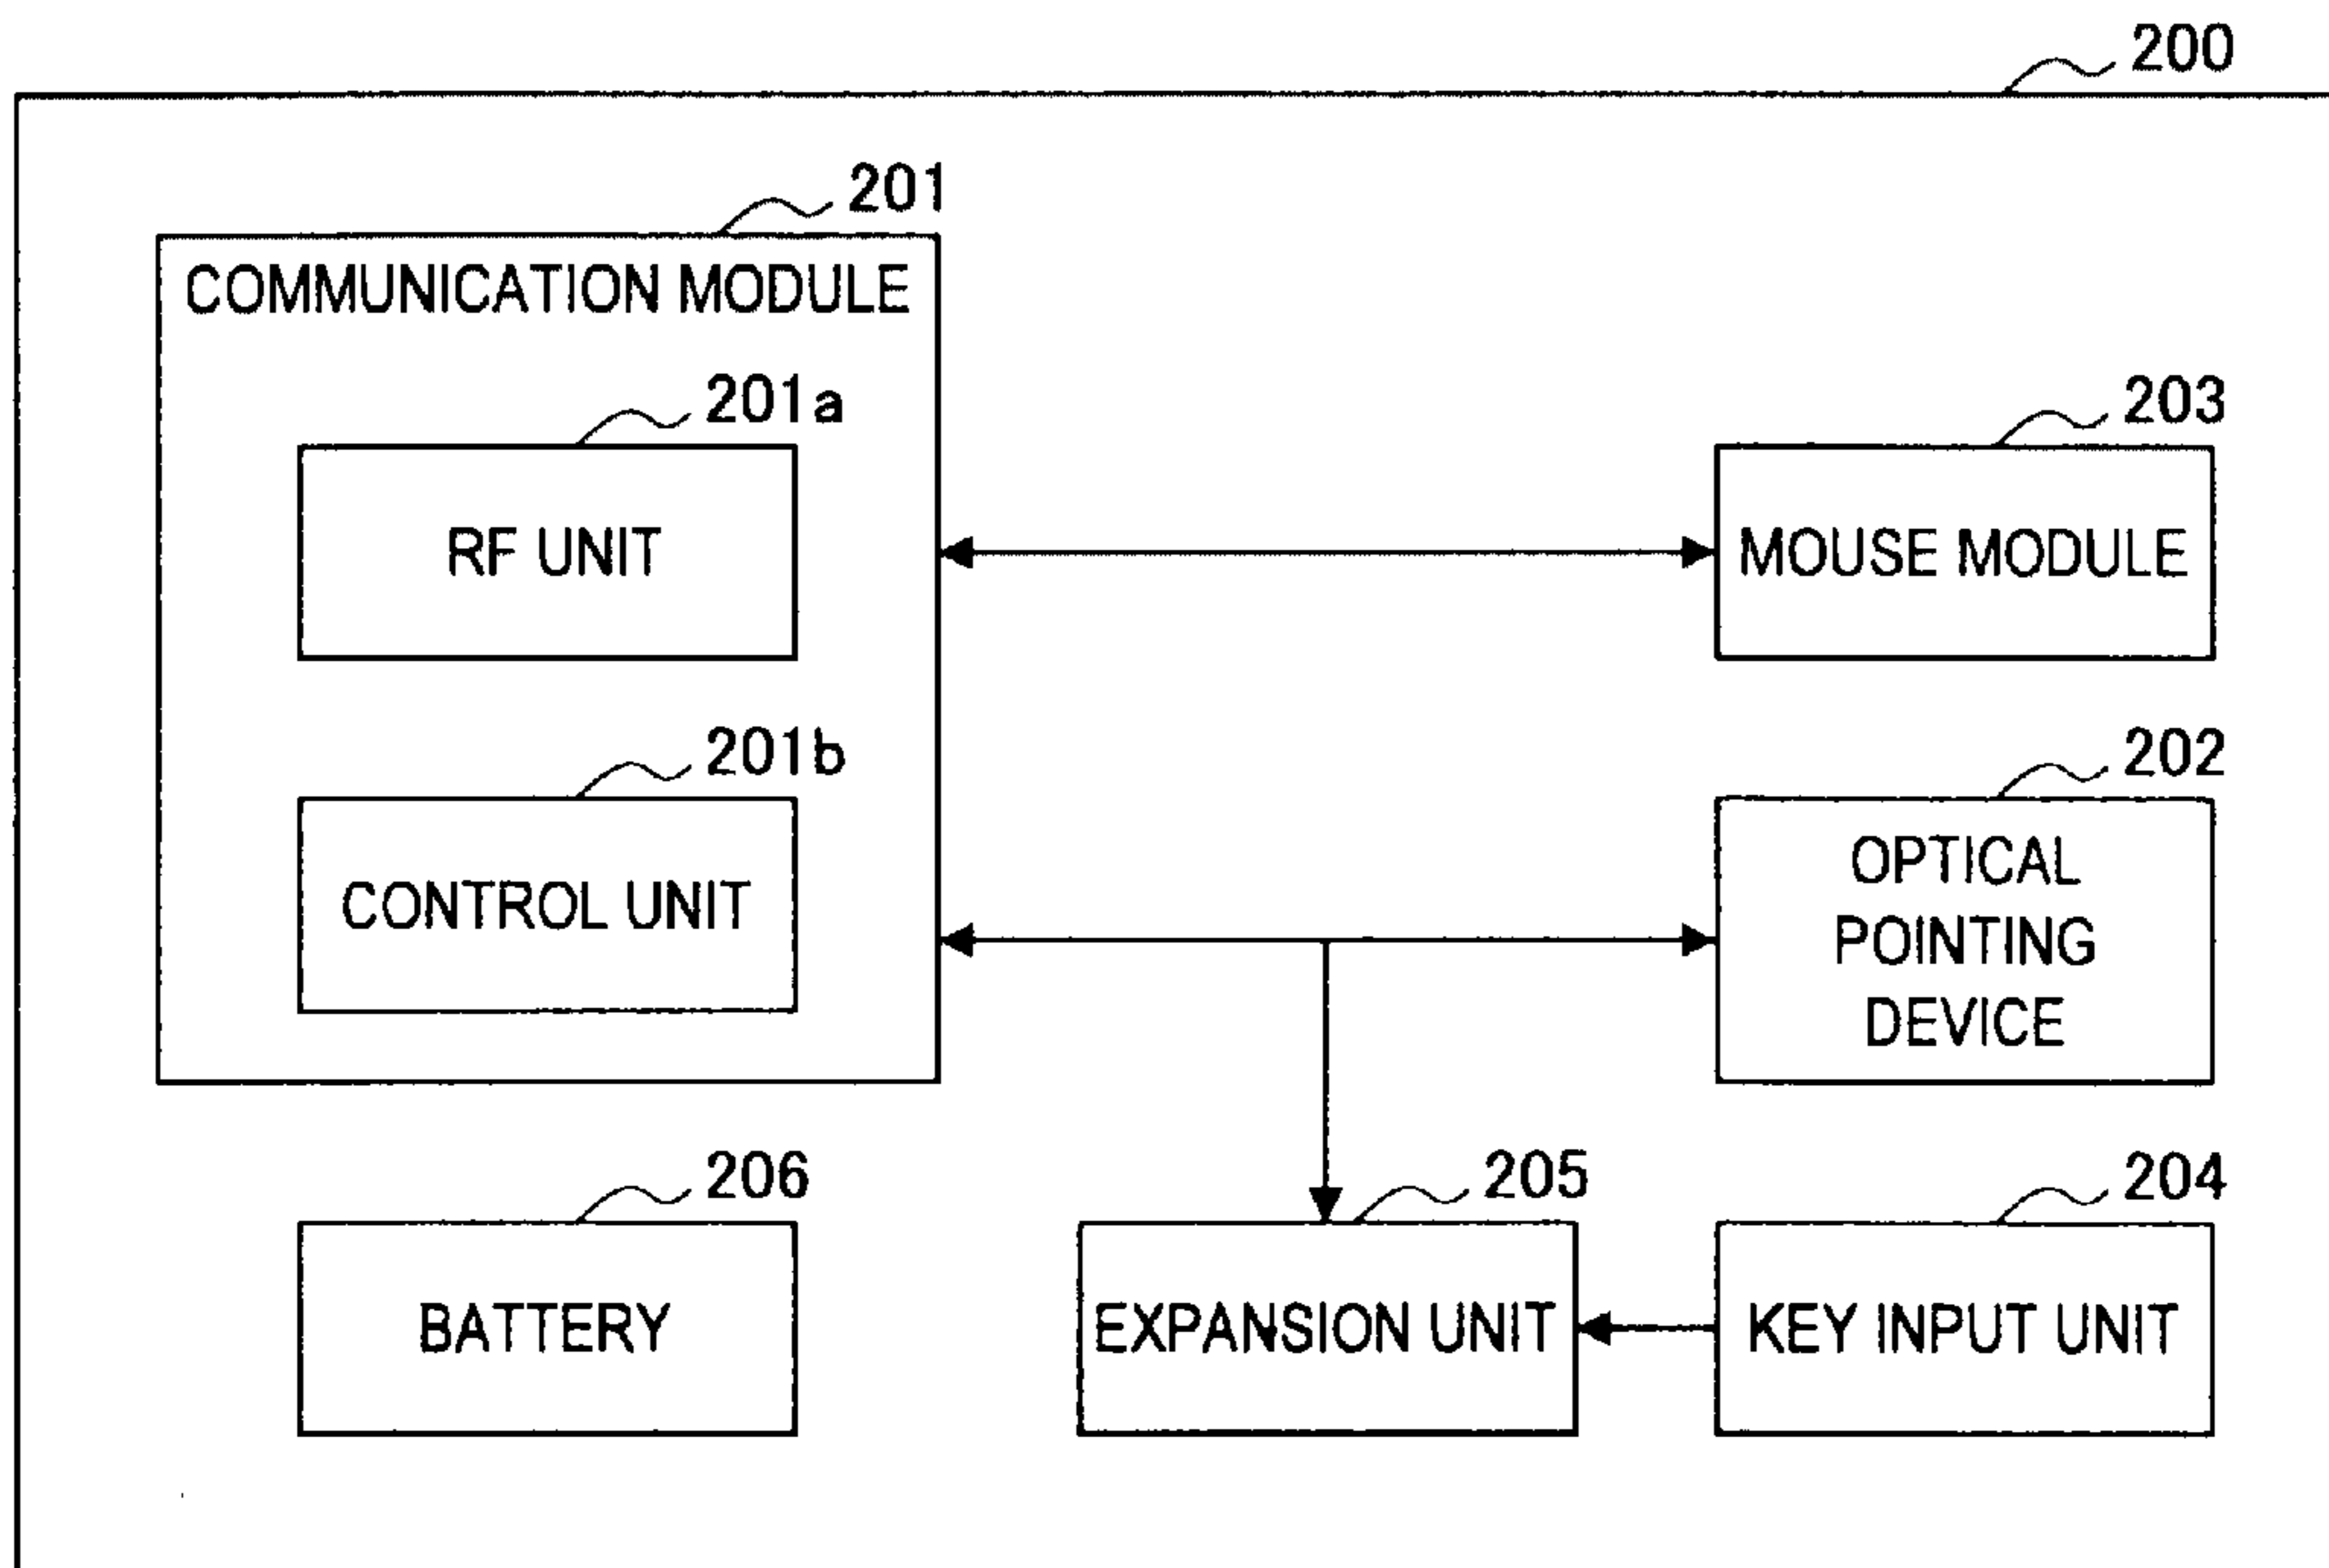 200
201
COMMUNICATION MODULE
201a
RF UNIT
203
MOUSE MODULE
201b
CONTROL UNIT
202
OPTICAL
POINTING
DEVICE
206
BATTERY
205
EXPANSION UNIT
204
KEY INPUT UNIT